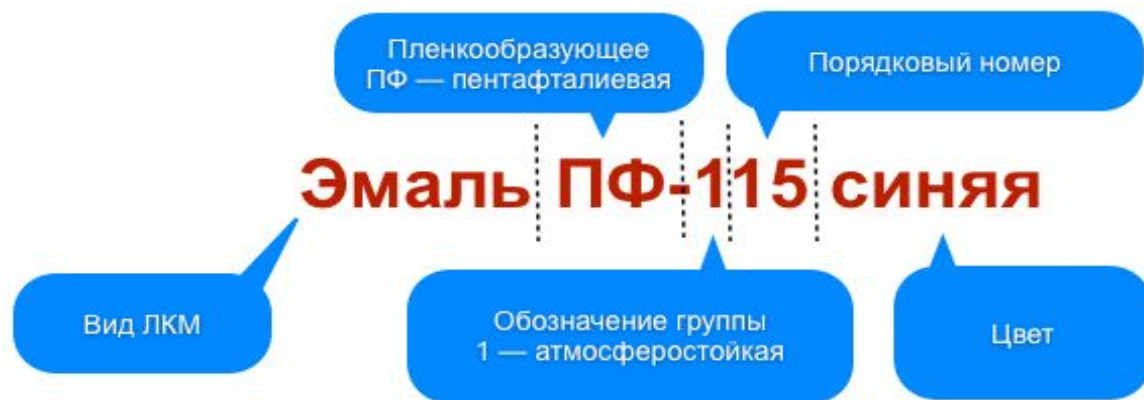 Пленкообразующее
ПФ — пентафталиевая
Порядковый номер
Эмаль ПФ-115 синяя
Вид ЛКМ
Обозначение группы
1 — атмосферостойкая
Цвет